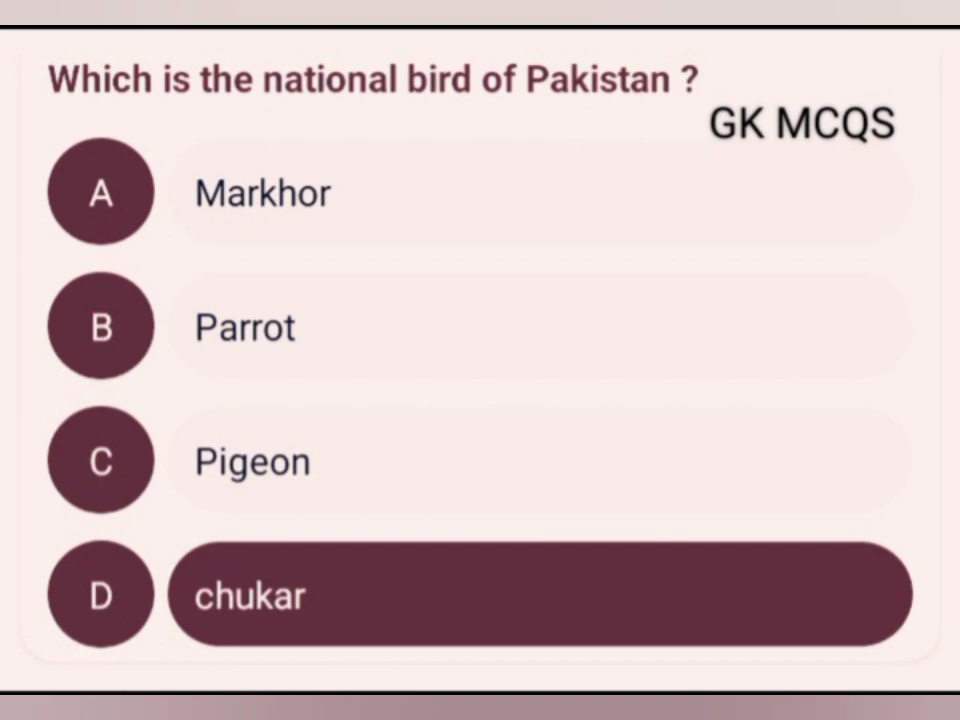 Which is the national bird of Pakistan ?
GK MCQS
A Markhor
B Parrot
C Pigeon
D chukar